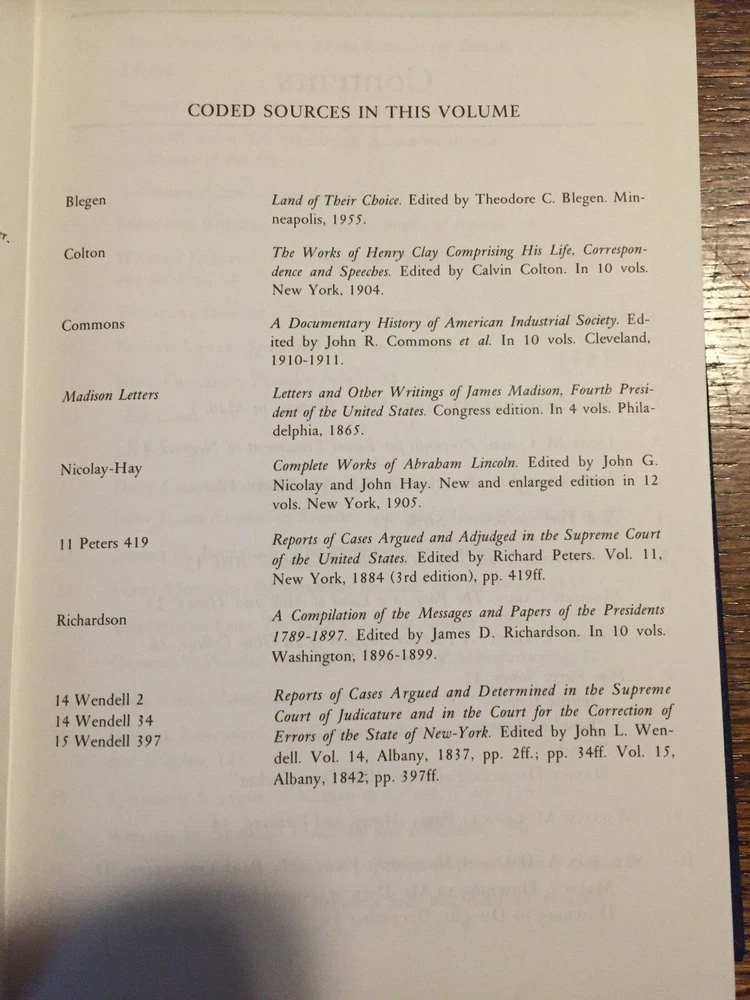 CODED SOURCES IN THIS VOLUME
Blegen
Land of Their Choice. Edited by Theodore C. Blegen. Min-
neapolis, 1955.
Colton
The Works of Henry Clay Comprising His Life, Correspon-
dence and Speeches. Edited by Calvin Colton. In 10 vols.
New York, 1904.
Commons
A Documentary History of American Industrial Society. Ed-
ited by John R. Commons et al. In 10 vols. Cleveland,
1910-1911.
Madison Letters
Letters and Other Writings of James Madison, Fourth Presi-
dent of the United States. Congress edition. In 4 vols. Phila-
delphia, 1865.
Nicolay-Hay
Complete Works of Abraham Lincoln. Edited by John G.
Nicolay and John Hay. New and enlarged edition in 12
vols. New York, 1905.
11 Peters 419
Reports of Cases Argued and Adjudged in the Supreme Court
of the United States. Edited by Richard Peters. Vol. 11,
New York, 1884 (3rd edition), pp. 419ff.
Richardson
A Compilation of the Messages and Papers of the Presidents
1789-1897. Edited by James D. Richardson. In 10 vols.
Washington, 1896-1899.
14 Wendell 2
14 Wendell 34
15 Wendell 397
Reports of Cases Argued and Determined in the Supreme
Court of Judicature and in the Court for the Correction of
Errors of the State of New-York. Edited by John L. Wen-
dell. Vol. 14, Albany, 1837, pp. 2ff.; pp. 34ff. Vol. 15,
Albany, 1842, pp. 397ff.